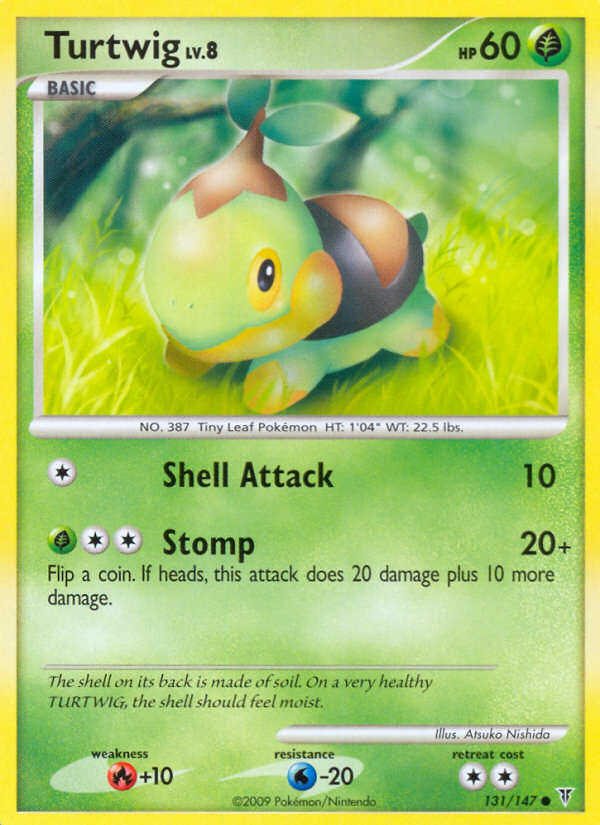 Turtwig LV.8
HP 60
BASIC
NO. 387 Tiny Leaf Pokémon HT: 1'04" WT: 22.5 lbs.
Shell Attack 10
Stomp 20+
Flip a coin. If heads, this attack does 20 damage plus 10 more
damage.
The shell on its back is made of soil. On a very healthy
TURTWIG, the shell should feel moist.
Illus. Atsuko Nishida
weakness resistance retreat cost
+10 -20
©2009 Pokémon/Nintendo 131/147